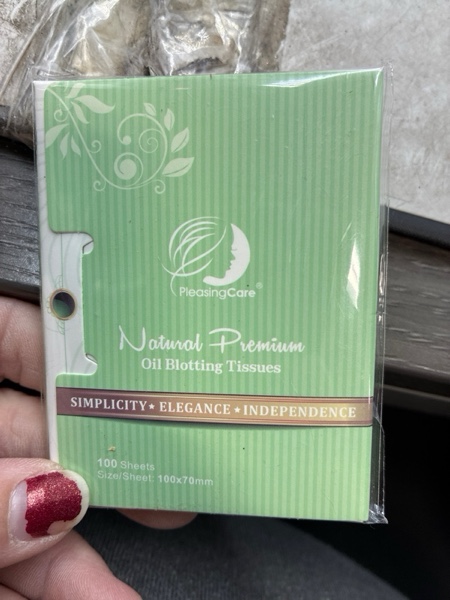 PleasingCare®
Natural Premium
Oil Blotting Tissues
SIMPLICITY★ ELEGANCE★INDEPENDENCE
100 Sheets
Size/Sheet: 100x70mm